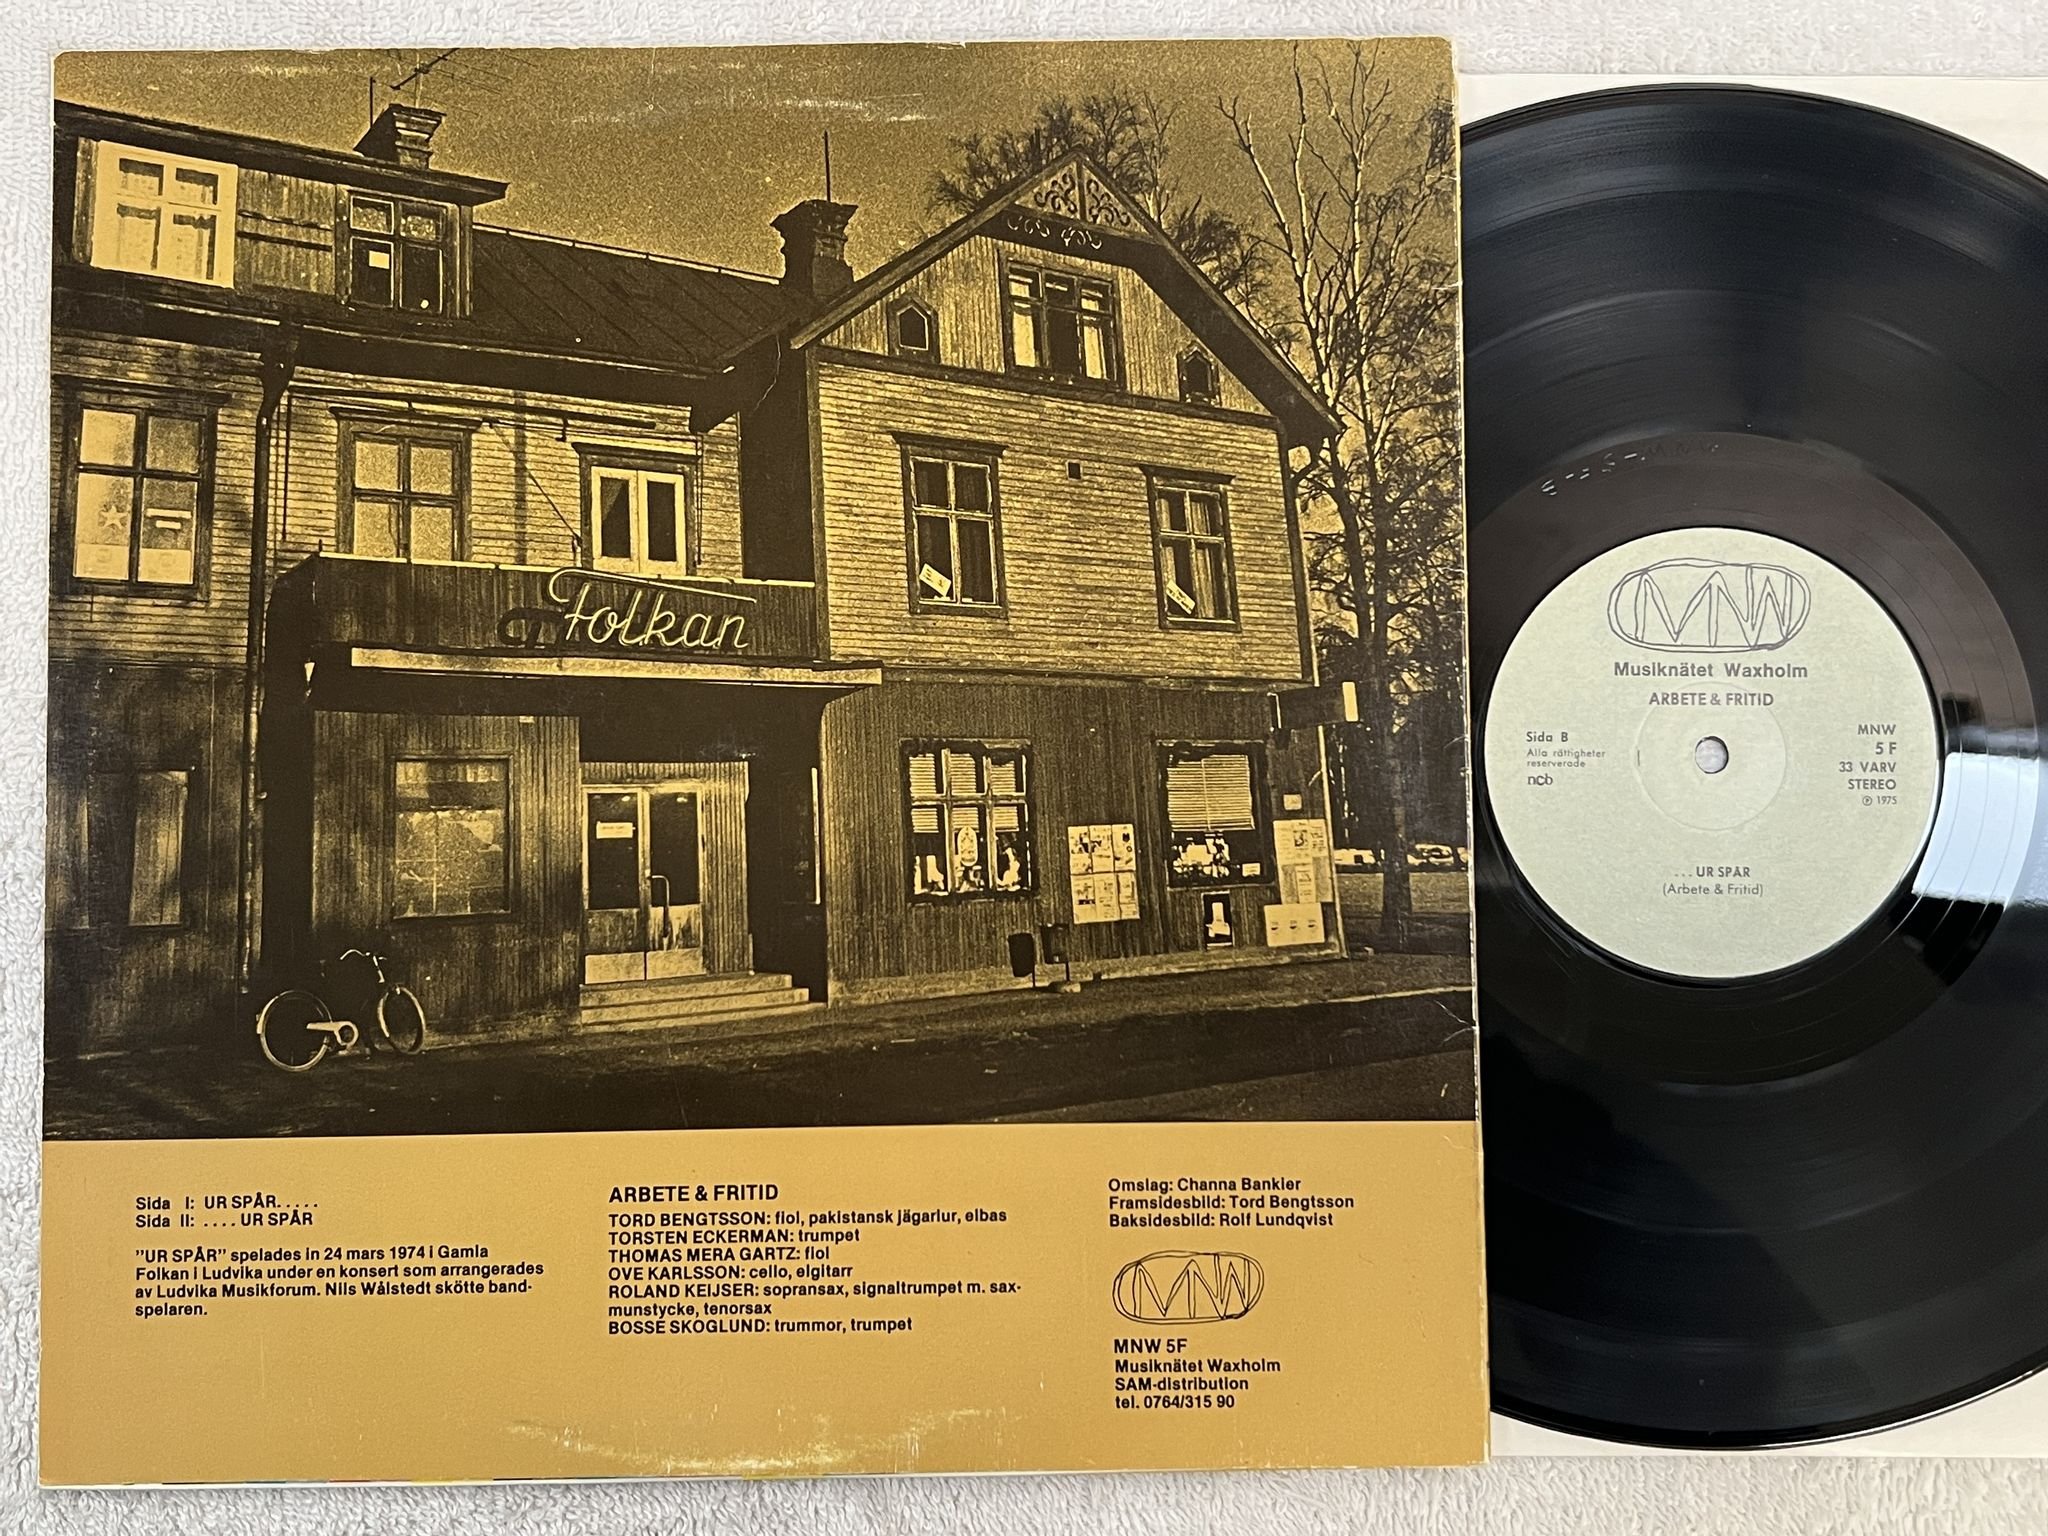 Folkan
Sida I: UR SPÅR.....
Sida II: ....UR SPÅR
"UR SPÅR" spelades in 24 mars 1974 i Gamla
Folkan i Ludvika under en konsert som arrangerades
av Ludvika Musikforum. Nils Wålstedt skötte band-
spelaren.
ARBETE & FRITID
TORD BENGTSSON: fiol, pakistansk jägarlur, elbas
TORSTEN ECKERMAN: trumpet
THOMAS MERA GARTZ: fiol
OVE KARLSSON: cello, elgitarr
ROLAND KEIJSER: sopransax, signaltrumpet m. sax-
munstycke, tenorsax
BOSSE SKOGLUND: trummor, trumpet
Omslag: Channa Bankier
Framsidesbild: Tord Bengtsson
Baksidesbild: Rolf Lundqvist
MNW
MNW 5F
Musiknätet Waxholm
SAM-distribution
tel. 0764/315 90
MNW
Musiknätet Waxholm
ARBETE & FRITID
Sida B
Alla rättigheter
reserverade
ncb
MNW
5 F
33 VARV
STEREO
℗ 1975
...UR SPÅR
(Arbete & Fritid)